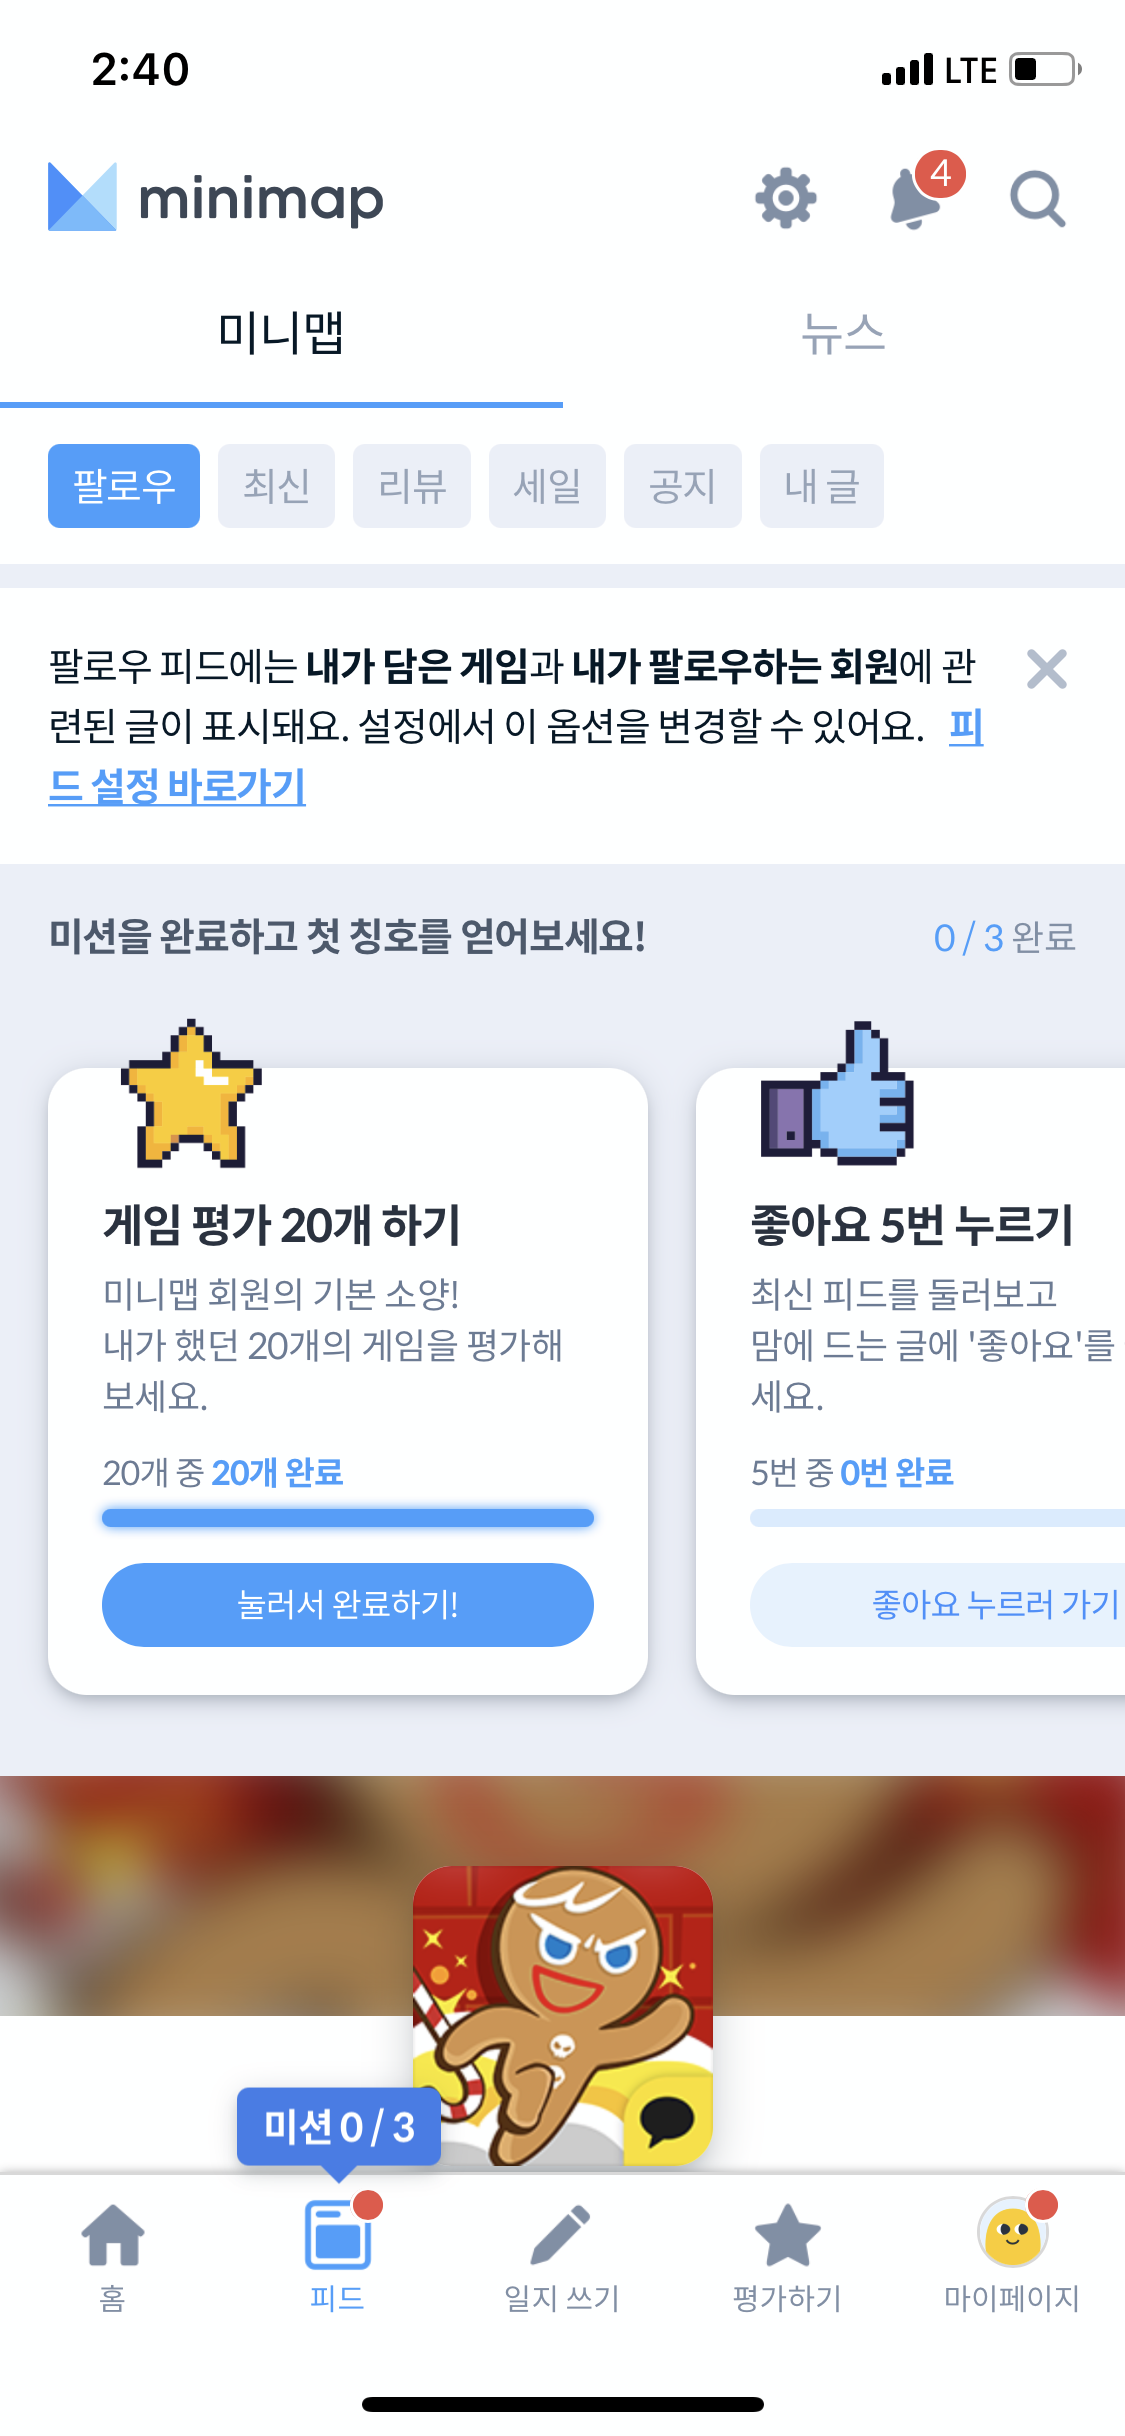 2:40
LTE
minimap
4
미니맵
뉴스
팔로우
최신
리뷰
세일
공지
내 글
팔로우 피드에는 내가 담은 게임과 내가 팔로우하는 회원에 관
련된 글이 표시돼요. 설정에서 이 옵션을 변경할 수 있어요. 피
드 설정 바로가기
미션을 완료하고 첫 칭호를 얻어보세요!
0 / 3 완료
게임 평가 20개 하기
미니맵 회원의 기본 소양!
내가 했던 20개의 게임을 평가해
보세요.
20개 중 20개 완료
눌러서 완료하기!
좋아요 5번 누르기
최신 피드를 둘러보고
맘에 드는 글에 '좋아요'를
세요.
5번 중 0번 완료
좋아요 누르러 가기
미션 0 / 3
홈
피드
일지 쓰기
평가하기
마이페이지